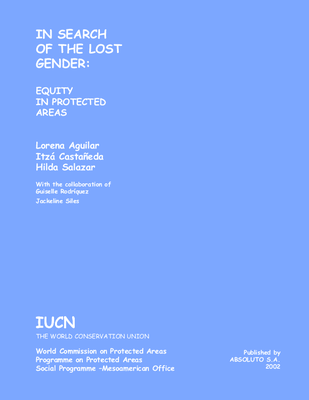 IN SEARCH
OF THE LOST
GENDER:
EQUITY
IN PROTECTED
AREAS
Lorena Aguilar
Itzá Castañeda
Hilda Salazar
With the collaboration of
Guiselle Rodríguez
Jackeline Siles
IUCN
THE WORLD CONSERVATION UNION
World Commission on Protected Areas
Programme on Protected Areas
Social Programme -Mesoamerican Office
Published by
ABSOLUTO S.A.
2002